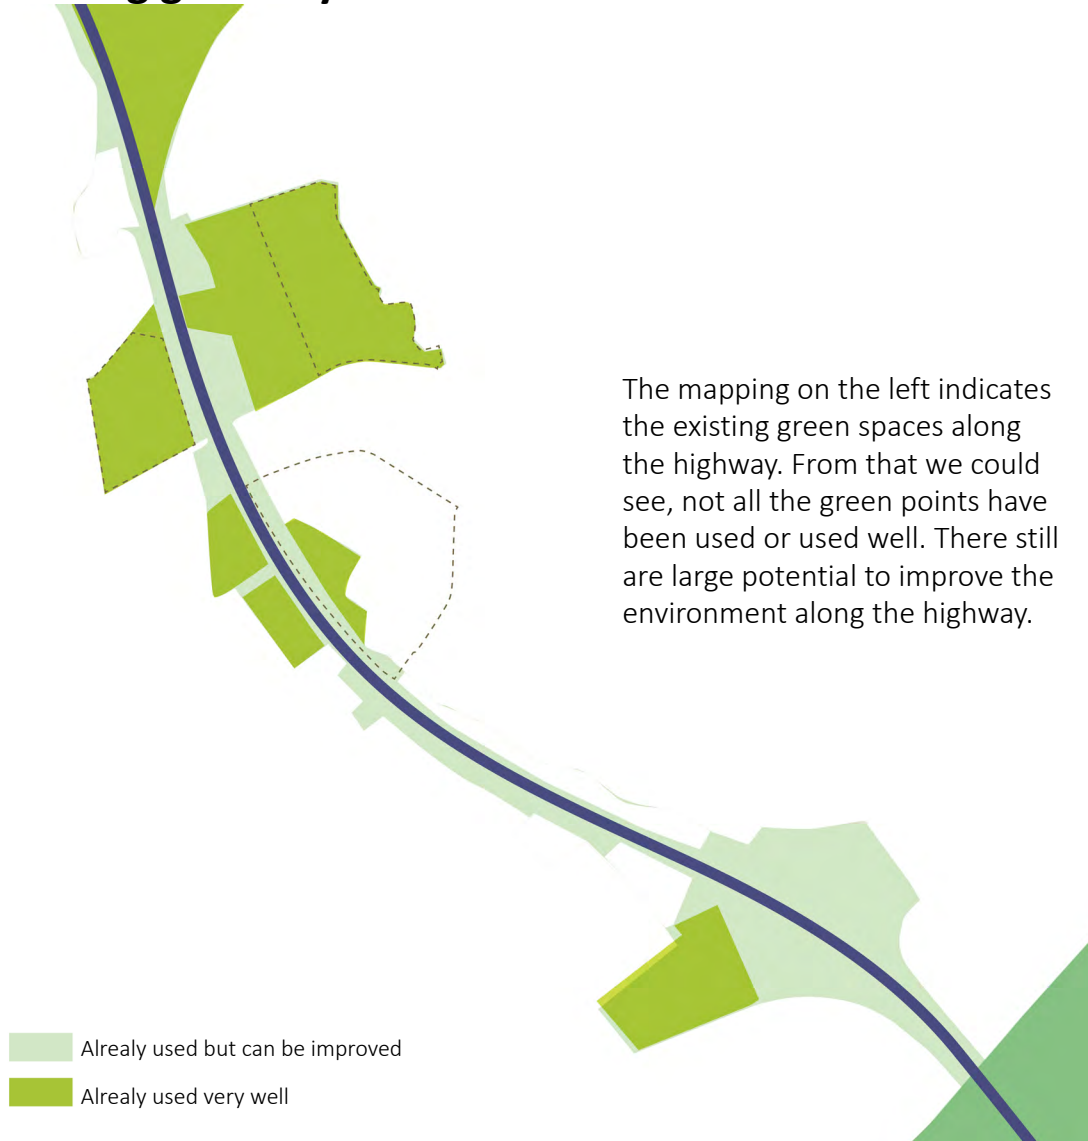 The mapping on the left indicates
the existing green spaces along
the highway. From that we could
see, not all the green points have
been used or used well. There still
are large potential to improve the
environment along the highway.
Alrealy used but can be improved
Alrealy used very well